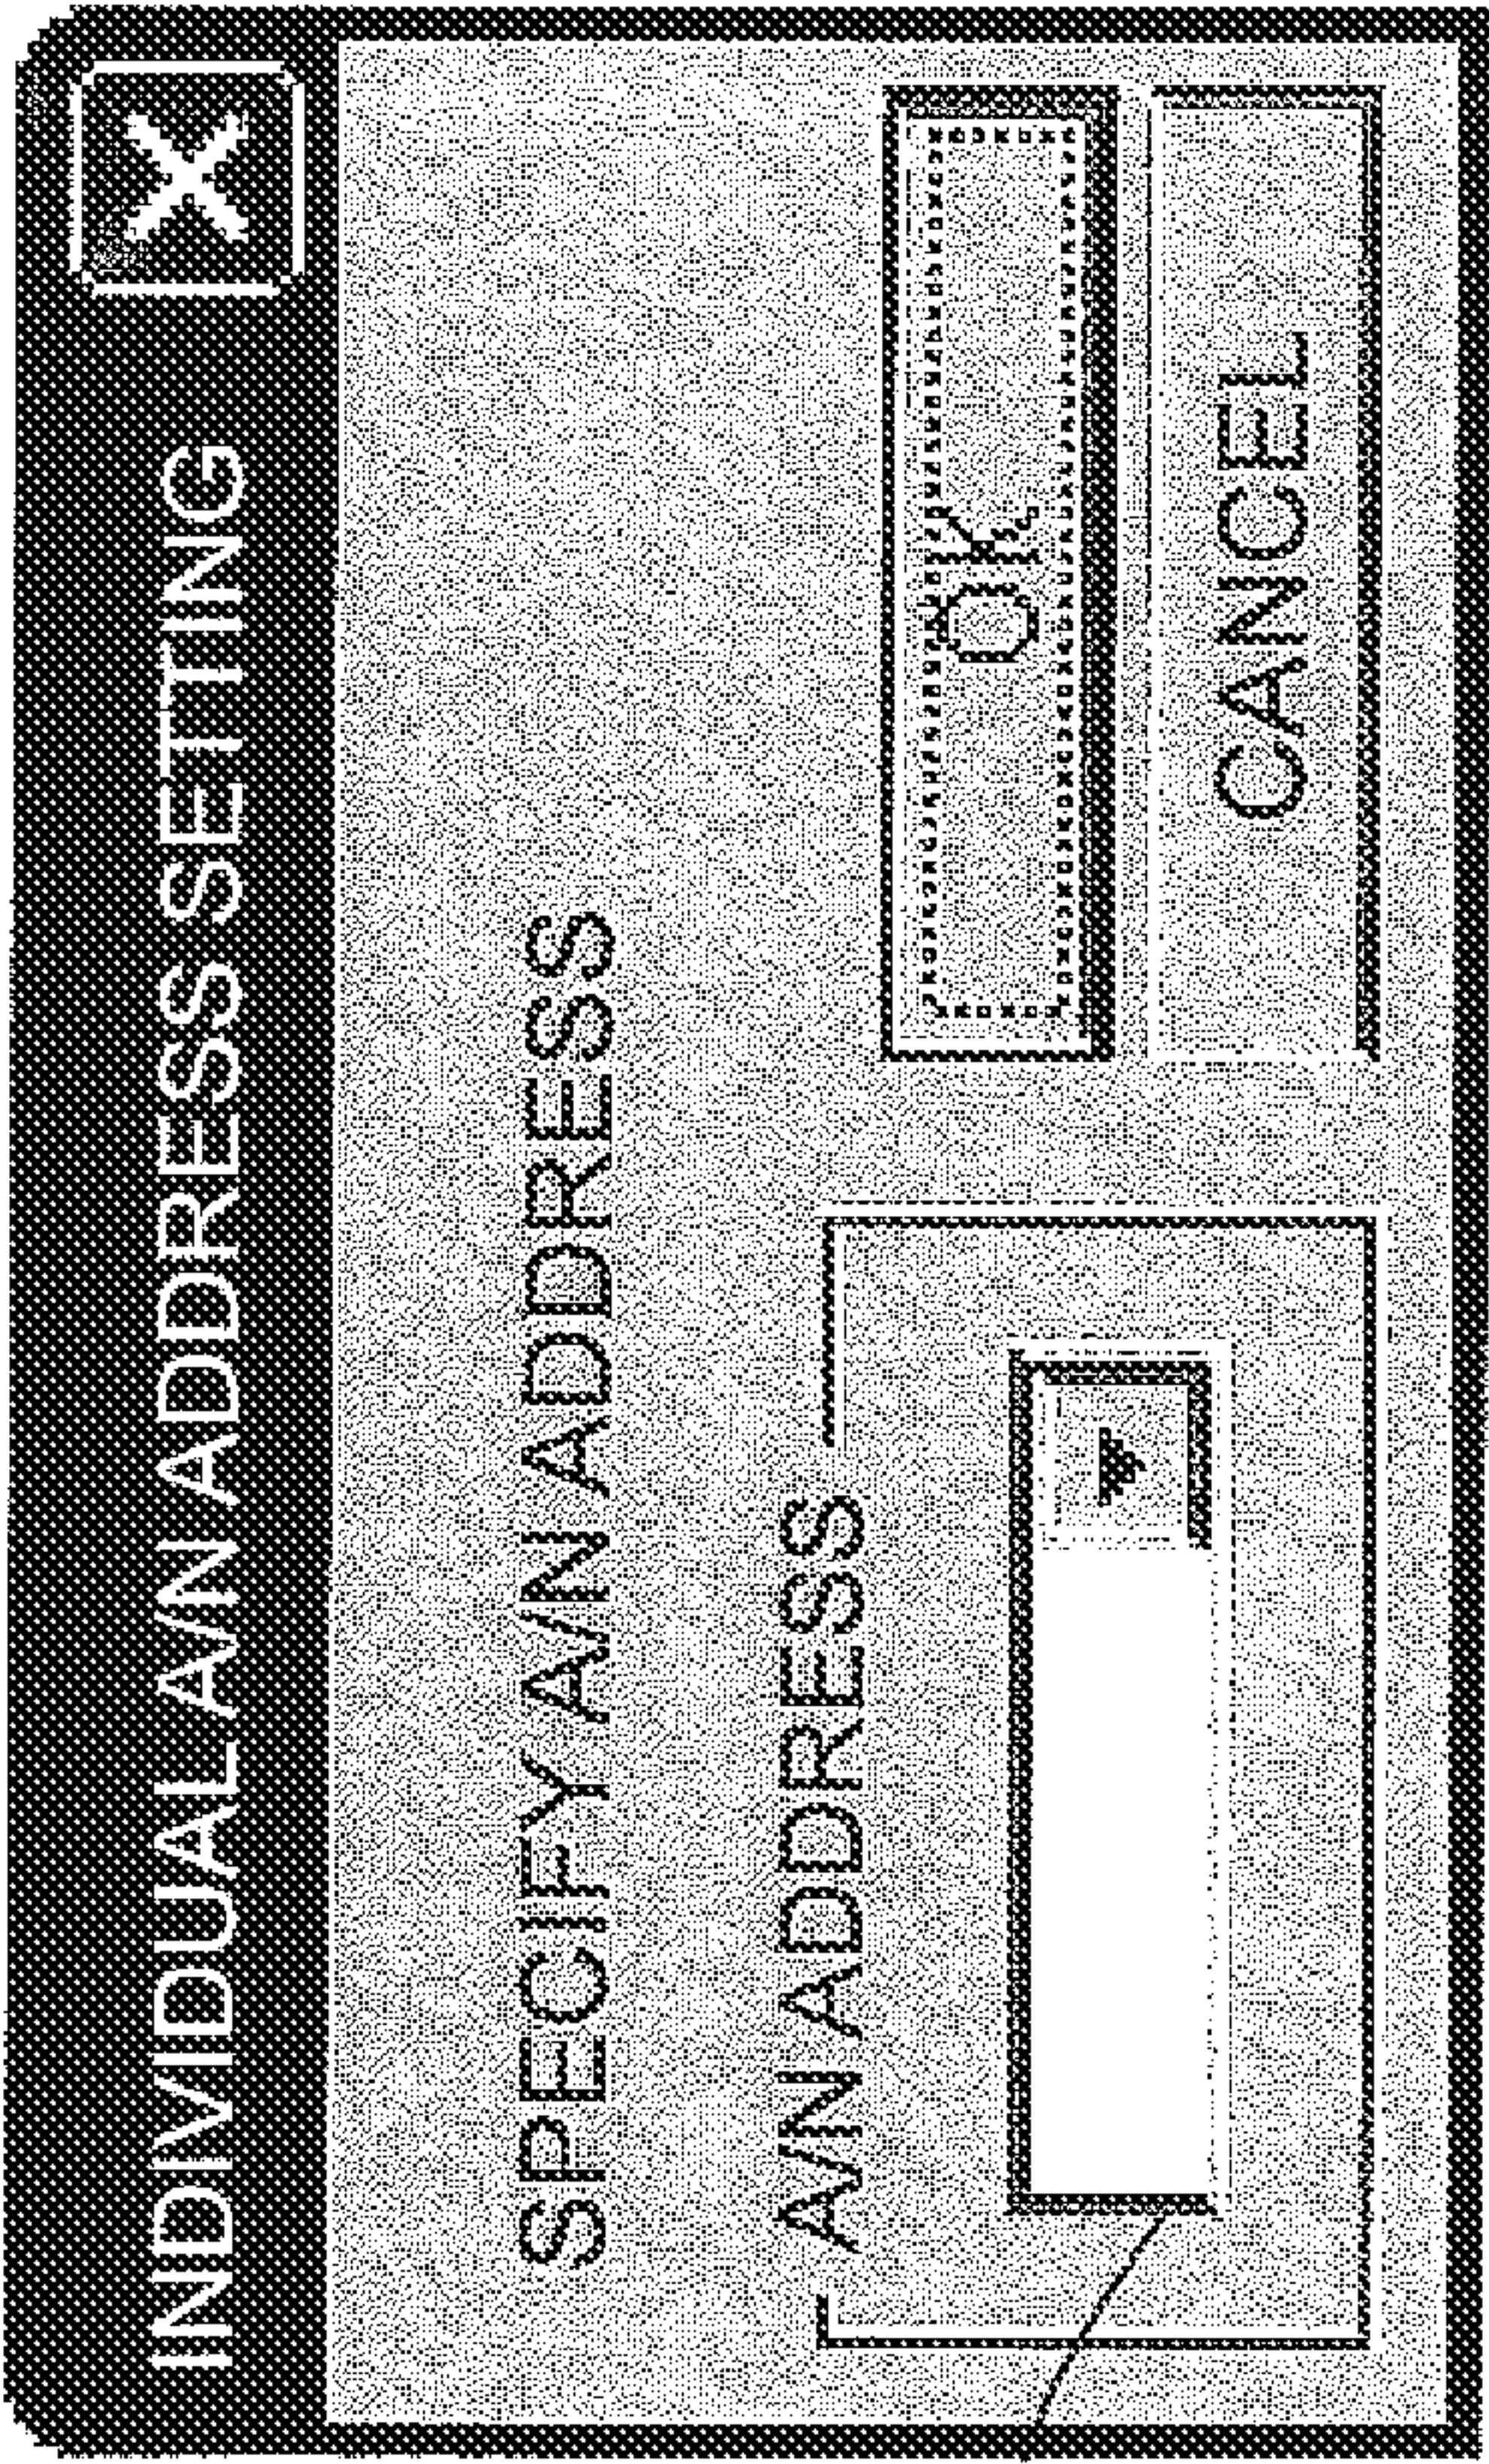 INDIVIDUAL A/N ADDRESS SETTING X
SPECIFY A/N ADDRESS
A/N ADDRESS
OK
CANCEL